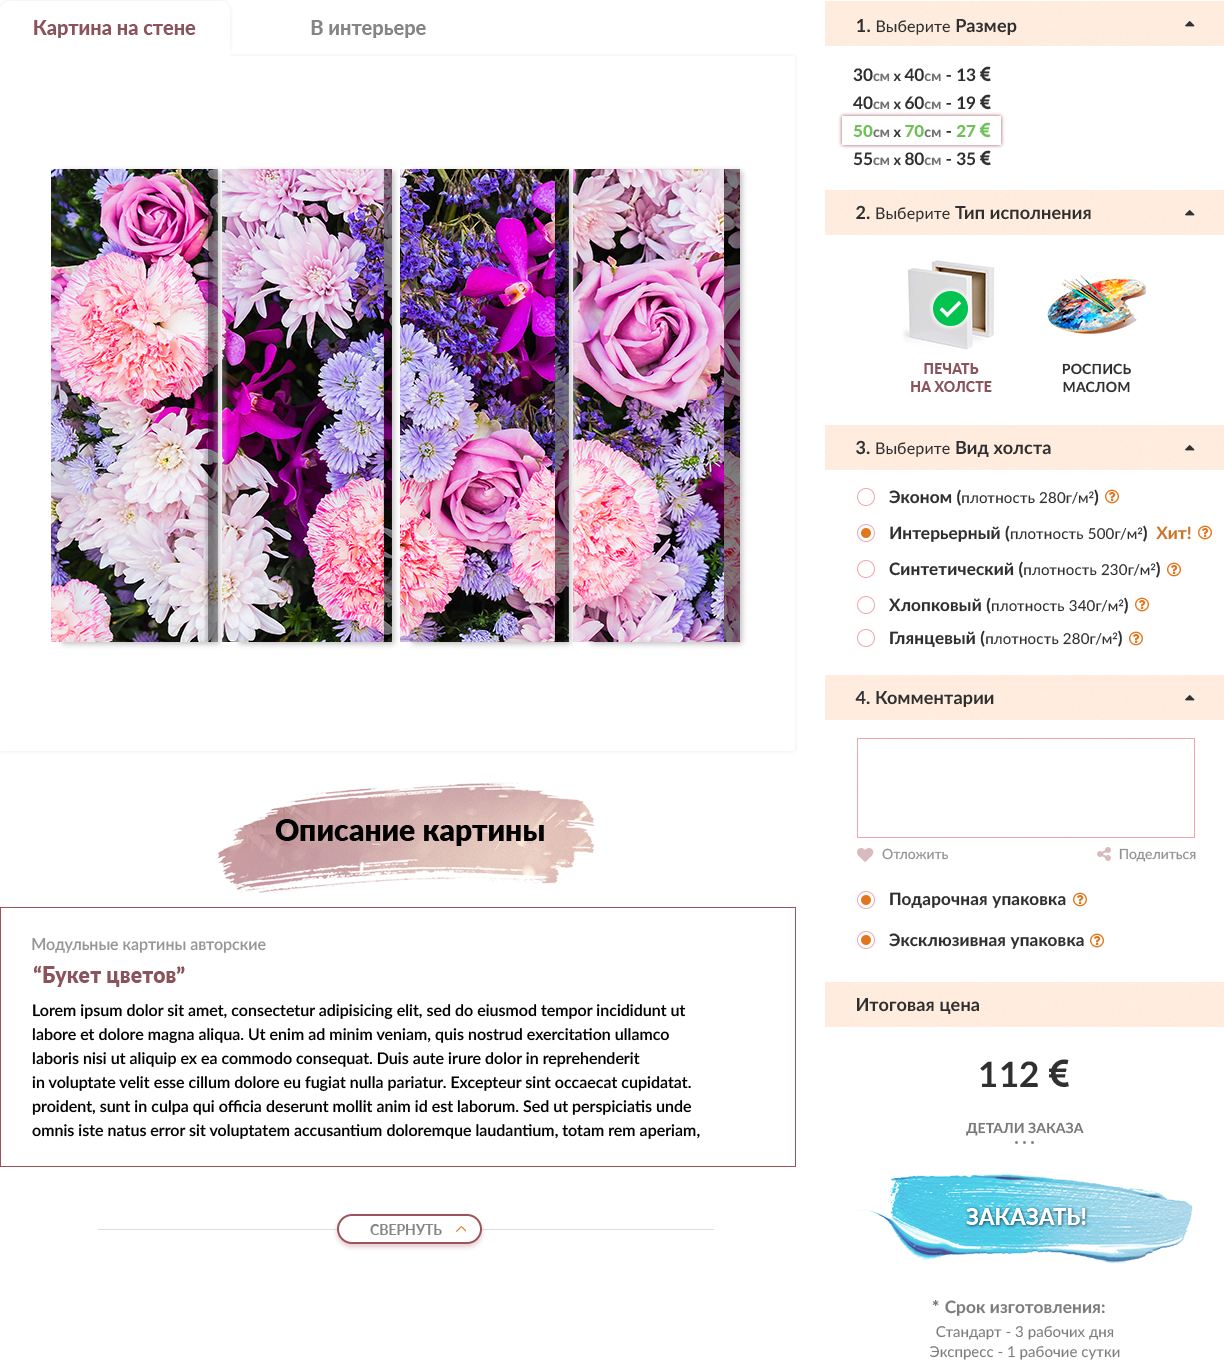 Картина на стене
В интерьере
Описание картины
Модульные картины авторские
“Букет цветов”
Lorem ipsum dolor sit amet, consectetur adipisicing elit, sed do eiusmod tempor incididunt ut
labore et dolore magna aliqua. Ut enim ad minim veniam, quis nostrud exercitation ullamco
laboris nisi ut aliquip ex ea commodo consequat. Duis aute irure dolor in reprehenderit
in voluptate velit esse cillum dolore eu fugiat nulla pariatur. Excepteur sint occaecat cupidatat.
proident, sunt in culpa qui officia deserunt mollit anim id est laborum. Sed ut perspiciatis unde
omnis iste natus error sit voluptatem accusantium doloremque laudantium, totam rem aperiam,
СВЕРНУТЬ
1. Выберите Размер
30см x 40см - 13 €
40см x 60см - 19 €
50см x 70см - 27 €
55см x 80см - 35 €
2. Выберите Тип исполнения
ПЕЧАТЬ
НА ХОЛСТЕ
РОСПИСЬ
МАСЛОМ
3. Выберите Вид холста
Эконом (плотность 280г/м²) ?
Интерьерный (плотность 500г/м²) Хит! ?
Синтетический (плотность 230г/м²) ?
Хлопковый (плотность 340г/м²) ?
Глянцевый (плотность 280г/м²) ?
4. Комментарии
Отложить
Поделиться
Подарочная упаковка ?
Эксклюзивная упаковка ?
Итоговая цена
112 €
ДЕТАЛИ ЗАКАЗА
...
ЗАКАЗАТЬ!
* Срок изготовления:
Стандарт - 3 рабочих дня
Экспресс - 1 рабочие сутки